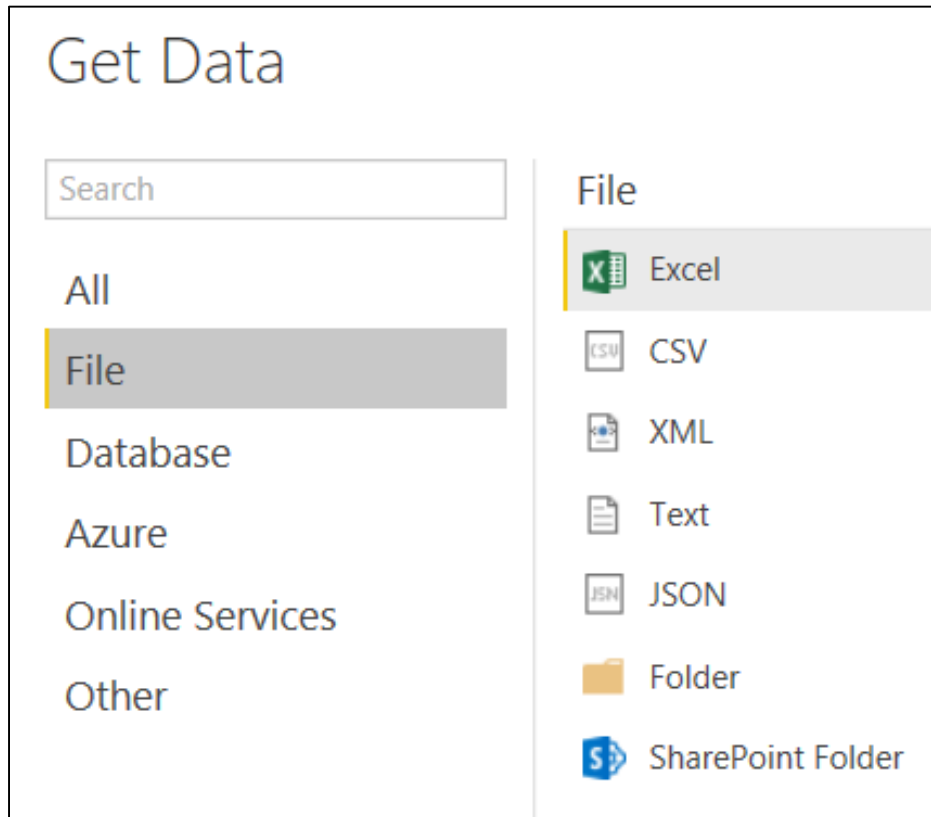 Get Data
Search
All
File
Database
Azure
Online Services
Other
File
Excel
CSV
XML
Text
JSON
Folder
SharePoint Folder